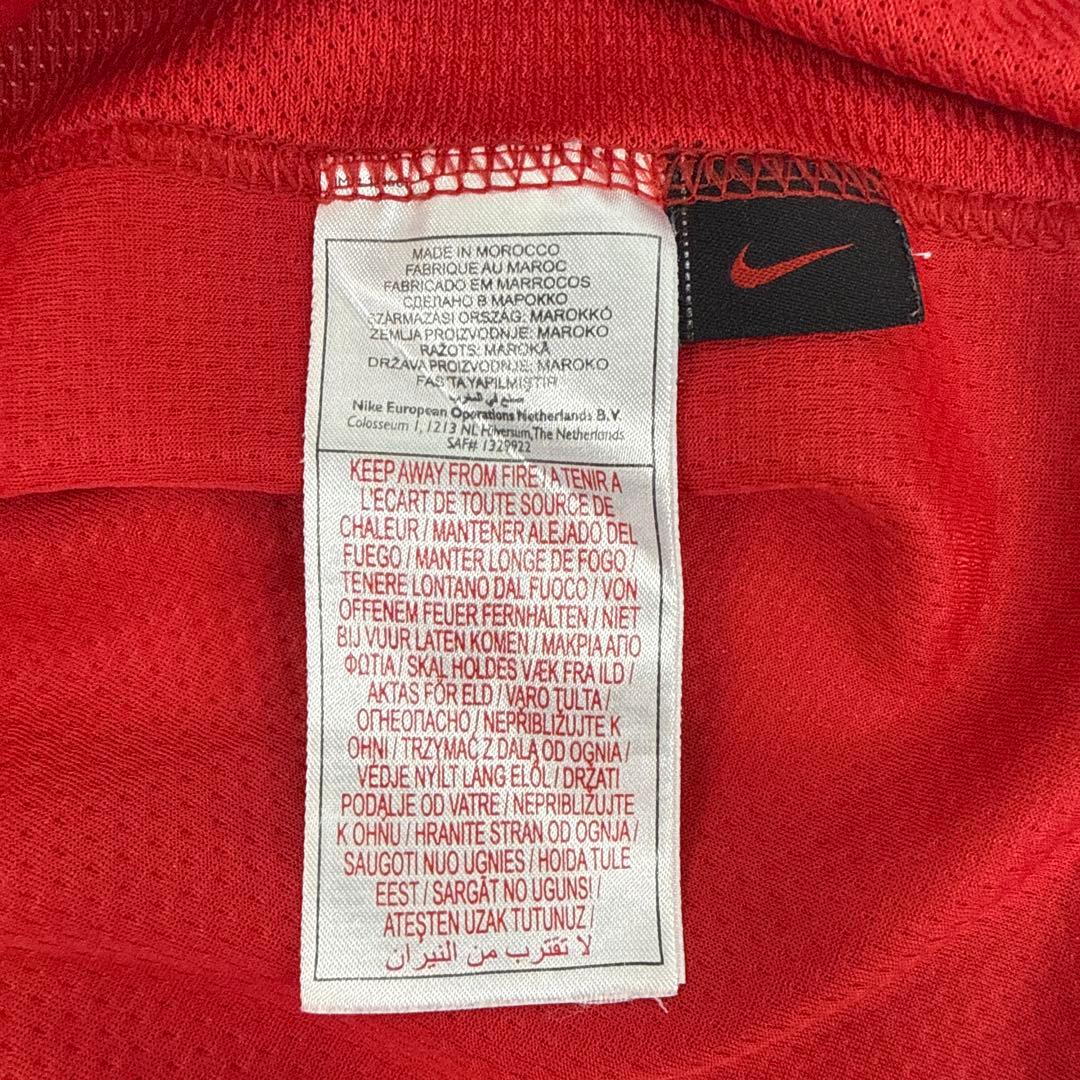 MADE IN MOROCCO
FABRIQUE AU MAROC
FABRICADO EM MARROCOS
СДЕЛАНО В МАРОККО
SZÁRMAZÁSI ORSZÁG: MAROKKÓ
ZEMLJA PROIZVODNJE: MAROKO
RAŽOTS: MAROKĀ
DRŽAVA PROIZVODNJE: MAROKO
FAS'TA YAPILMIŞTIR
صنع في المغرب
Nike European Operations Netherlands B.V.
Colosseum 1, 1213 NL Hilversum, The Netherlands
SAF# 1329922
KEEP AWAY FROM FIRE / A TENIR A
L'ECART DE TOUTE SOURCE DE
CHALEUR / MANTENER ALEJADO DEL
FUEGO / MANTER LONGE DE FOGO /
TENERE LONTANO DAL FUOCO / VON
OFFENEM FEUER FERNHALTEN / NIET
BIJ VUUR LATEN KOMEN / ΜΑΚΡΙΑ ΑΠΟ
ΦΩΤΙΑ / SKAL HOLDES VÆK FRA ILD /
AKTAS FÖR ELD / VARO TULTA /
ОГНЕОПАСНО / NEPŘIBLIŽUJTE K
OHNI / TRZYMAĆ Z DALA OD OGNIA /
VÉDJE NYÍLT LÁNG ELŐL / DRŽATI
PODALJE OD VATRE / NEPRIBLIŽUJTE
K OHŇU / HRANITE STRAN OD OGNJA /
SAUGOTI NUO UGNIES / HOIDA TULE
EEST / SARGĀT NO UGUNS! /
ATEŞTEN UZAK TUTUNUZ /
لا تقترب من النيران